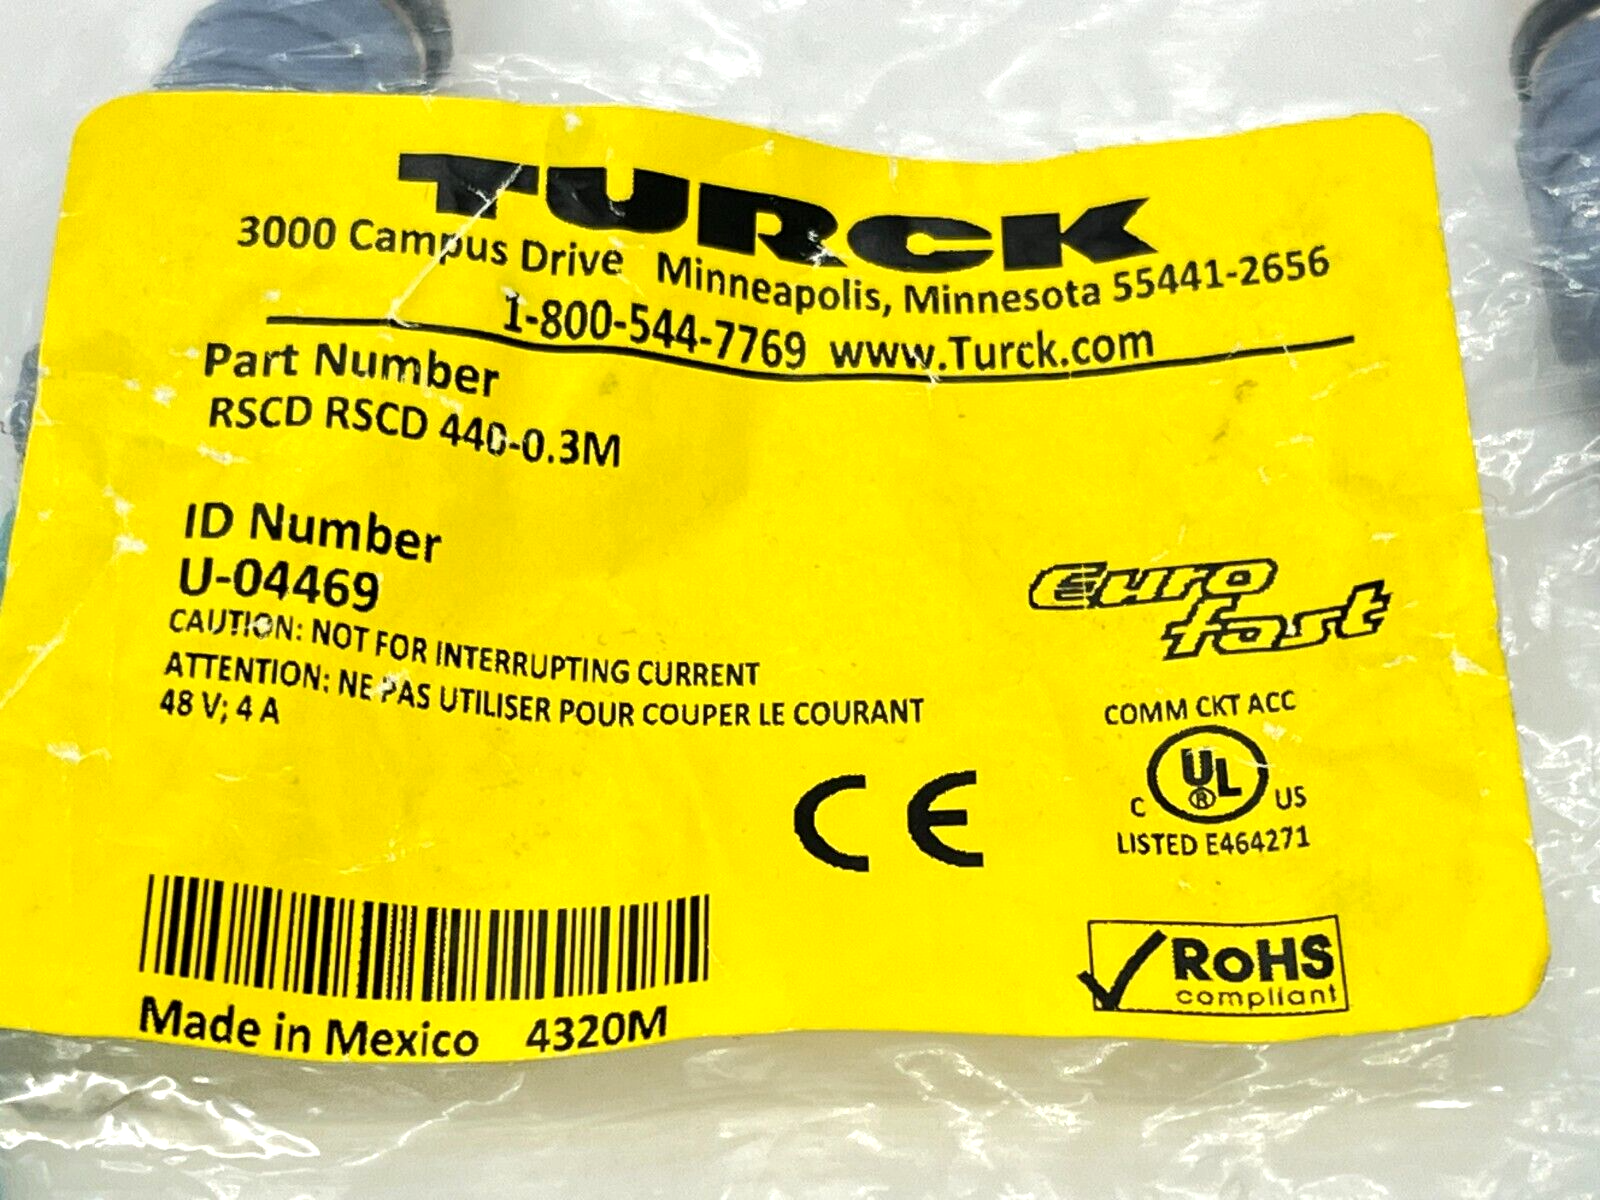 TURCK
3000 Campus Drive Minneapolis, Minnesota 55441-2656
1-800-544-7769 www.Turck.com
Part Number
RSCD RSCD 440-0.3M
ID Number
U-04469
CAUTION: NOT FOR INTERRUPTING CURRENT
ATTENTION: NE PAS UTILISER POUR COUPER LE COURANT
48 V; 4 A
Euro
fast
COMM CKT ACC
C UL ® US
LISTED E464271
CE
RoHS
compliant
Made in Mexico 4320M